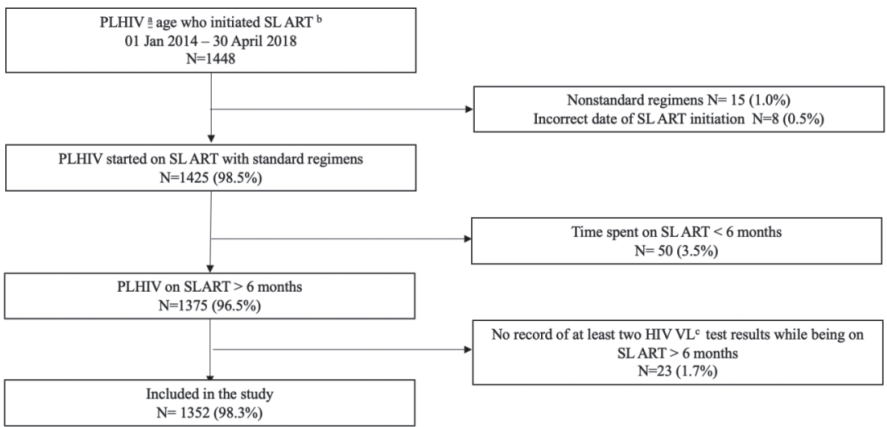 PLHIV a age who initiated SL ART b
01 Jan 2014 – 30 April 2018
N=1448
Nonstandard regimens N= 15 (1.0%)
Incorrect date of SL ART initiation N=8 (0.5%)
PLHIV started on SL ART with standard regimens
N=1425 (98.5%)
Time spent on SL ART < 6 months
N= 50 (3.5%)
PLHIV on SLART > 6 months
N=1375 (96.5%)
No record of at least two HIV VLc test results while being on
SL ART > 6 months
N=23 (1.7%)
Included in the study
N= 1352 (98.3%)